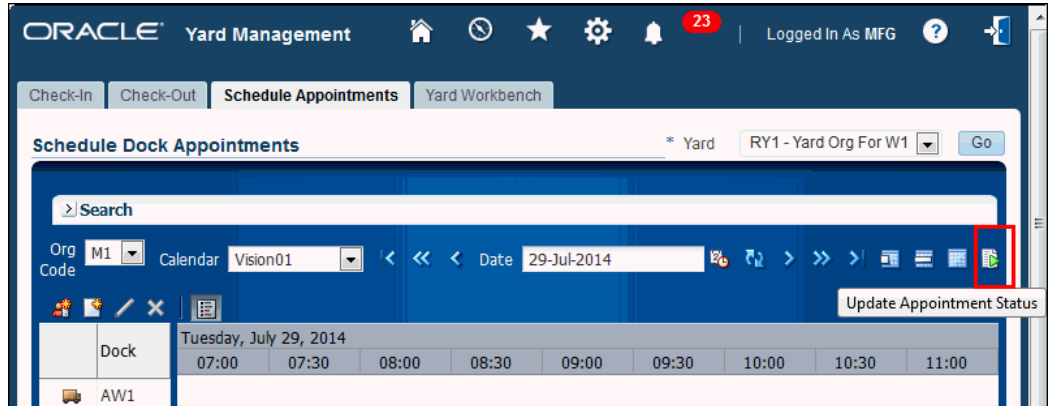 ORACLE Yard Management 23 | Logged In As MFG ?
Check-In Check-Out Schedule Appointments Yard Workbench
Schedule Dock Appointments * Yard RY1 - Yard Org For W1 Go
Search
Org Code M1 Calendar Vision01 Date 29-Jul-2014
Update Appointment Status
Dock Tuesday, July 29, 2014
07:00 07:30 08:00 08:30 09:00 09:30 10:00 10:30 11:00
AW1